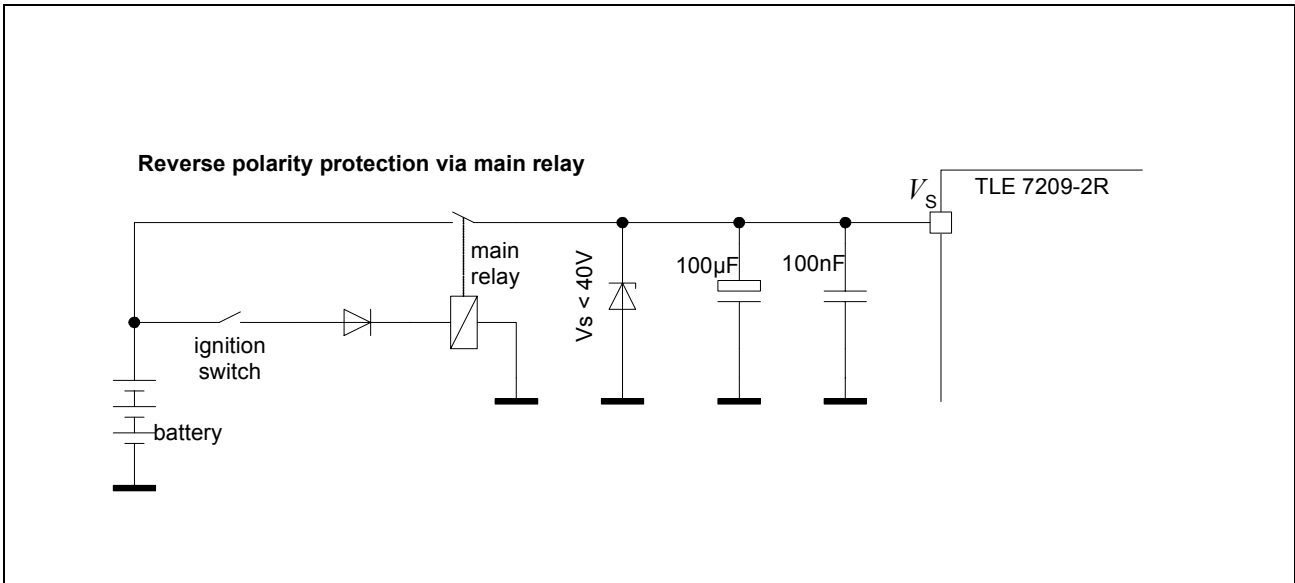 Reverse polarity protection via main relay
V
S
TLE 7209-2R
main
relay
Vs < 40V
100µF
100nF
ignition
switch
battery